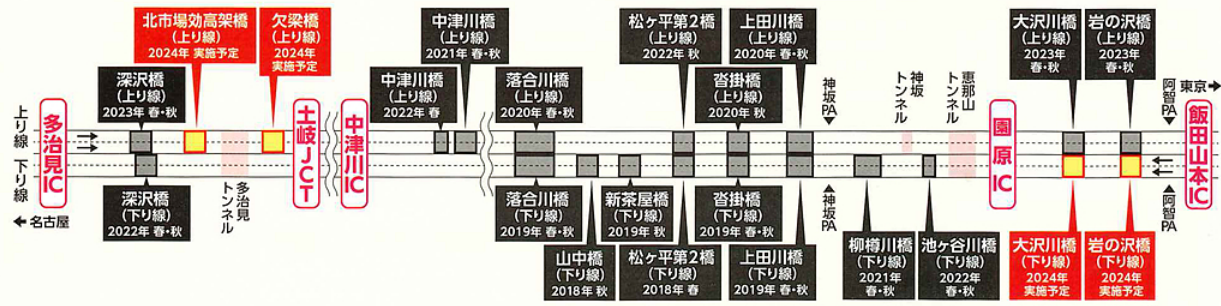 北市場効高架橋
(上り線)
2024年 実施予定
欠梁橋
(上り線)
2024年
実施予定
中津川橋
(上り線)
2021年 春・秋
松ヶ平第2橋
(上り線)
2022年 秋
上田川橋
(上り線)
2020年 春・秋
大沢川橋
(上り線)
2023年
春・秋
岩の沢橋
(上り線)
2023年
春・秋
深沢橋
(上り線)
2023年 春・秋
中津川橋
(上り線)
2022年 春
落合川橋
(上り線)
2020年 春・秋
沓掛橋
(上り線)
2020年 秋
神坂PA
神坂
トンネル
恵那山
トンネル
阿智PA
東京→
上り線
下り線
多治見IC
土岐JCT
中津川IC
園原IC
飯田山本IC
←名古屋
深沢橋
(下り線)
2022年 春・秋
多治見
トンネル
落合川橋
(下り線)
2019年 春・秋
新茶屋橋
(下り線)
2019年 秋
沓掛橋
(下り線)
2019年 春・秋
神坂PA
阿智PA
山中橋
(下り線)
2018年 秋
松ヶ平第2橋
(下り線)
2018年 春
上田川橋
(下り線)
2019年 春・秋
柳樽川橋
(下り線)
2021年
春・秋
池ヶ谷川橋
(下り線)
2022年
春・秋
大沢川橋
(下り線)
2024年
実施予定
岩の沢橋
(下り線)
2024年
実施予定